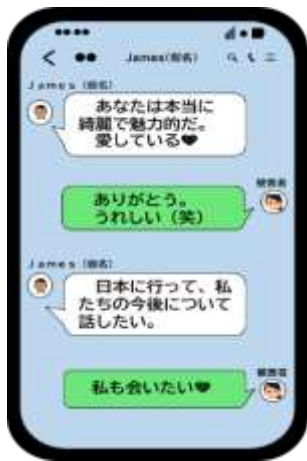 James(仮名)
James (仮名)
あなたは本当に
綺麗で魅力的だ。
愛している❤
被害者
ありがとう。
うれしい（笑）
James (仮名)
日本に行って、私
たちの今後について
話したい。
被害者
私も会いたい❤